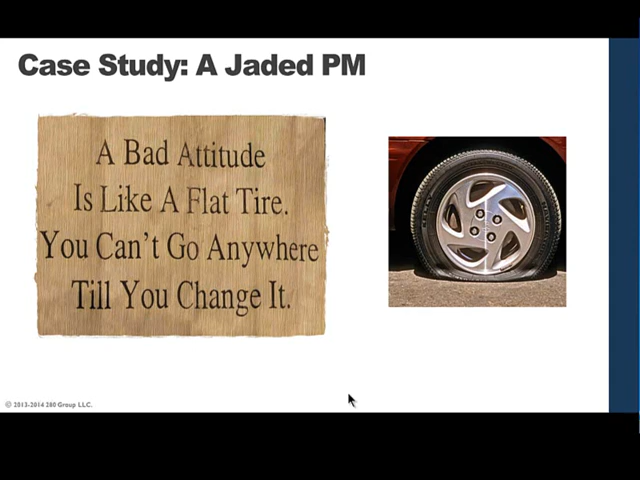 Case Study: A Jaded PM
A Bad Attitude
Is Like A Flat Tire.
You Can't Go Anywhere
Till You Change It.
© 2013-2014 280 Group LLC.